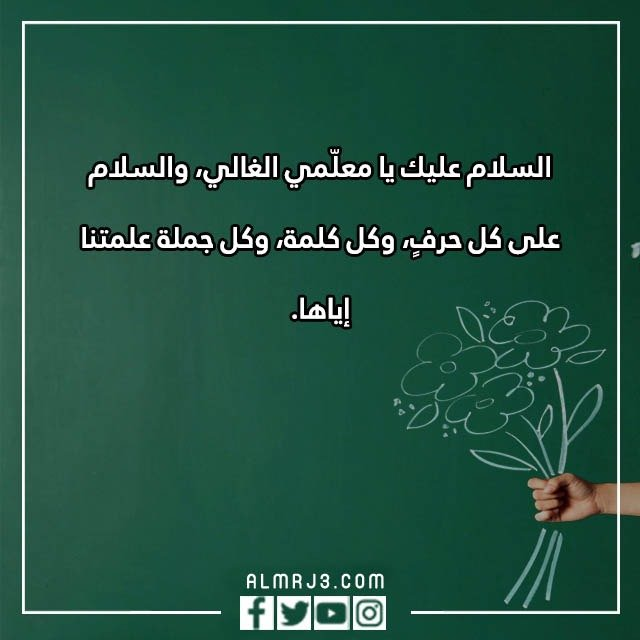 السلام عليك يا معلّمي الغالي، والسلام
على كل حرفٍ، وكل كلمة، وكل جملة علمتنا
إياها.
ALMRJ3.COM